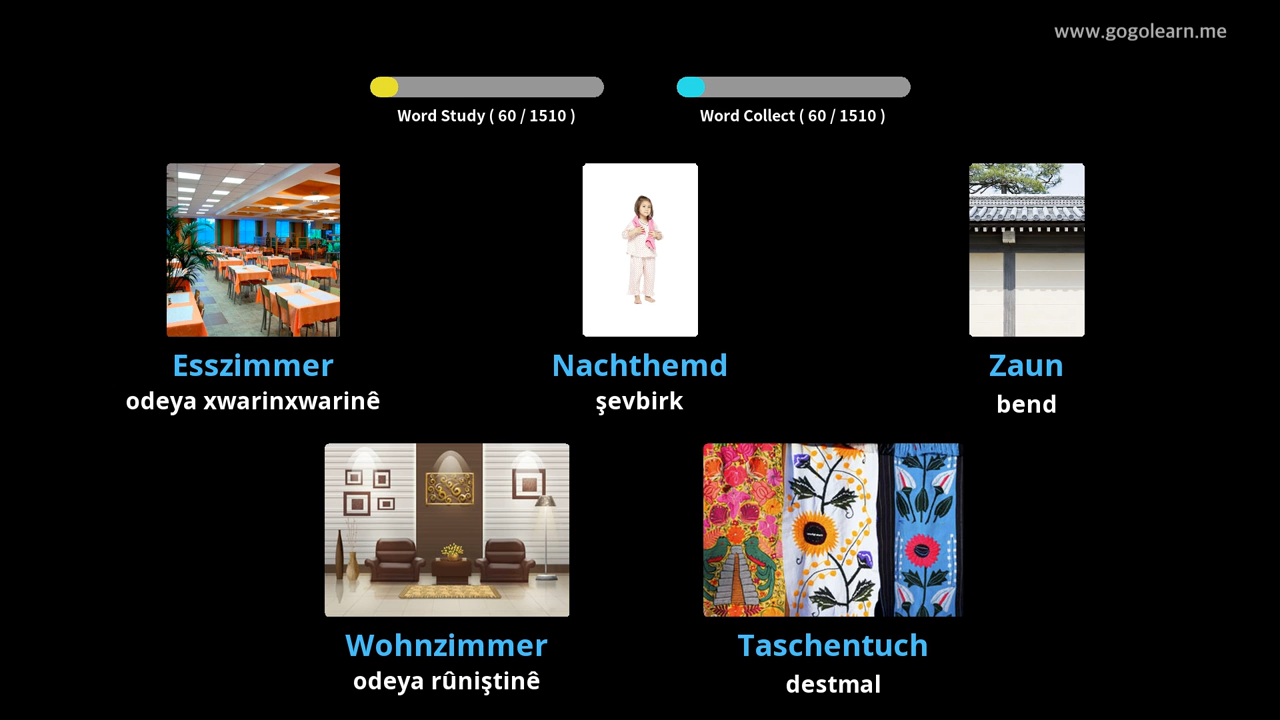 www.gogolearn.me
Word Study ( 60 / 1510 )
Word Collect ( 60 / 1510 )
Esszimmer
odeya xwarinxwarinê
Nachthemd
şevbirk
Zaun
bend
Wohnzimmer
odeya rûniştinê
Taschentuch
destmal